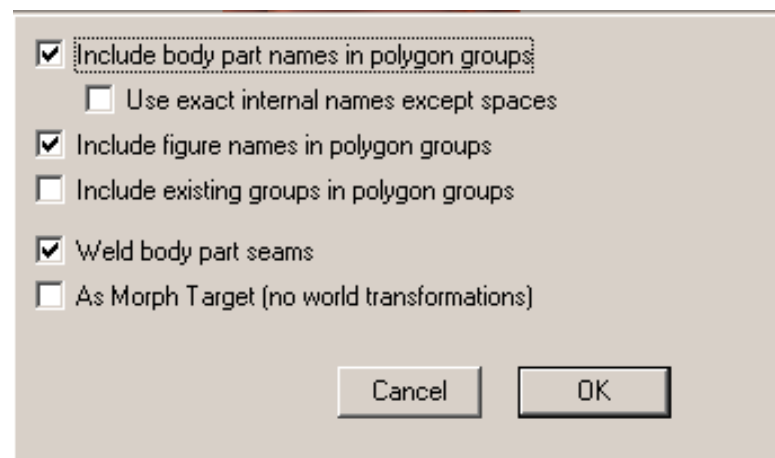 Include body part names in polygon groups
Use exact internal names except spaces
Include figure names in polygon groups
Include existing groups in polygon groups
Weld body part seams
As Morph Target (no world transformations)
Cancel OK